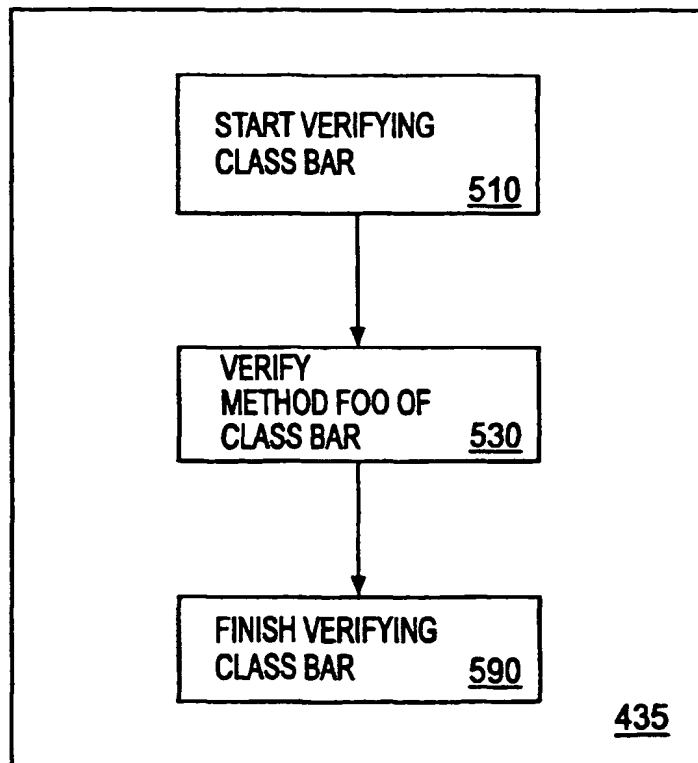 START VERIFYING
CLASS BAR
510
VERIFY
METHOD FOO OF
CLASS BAR
530
FINISH VERIFYING
CLASS BAR
590
435